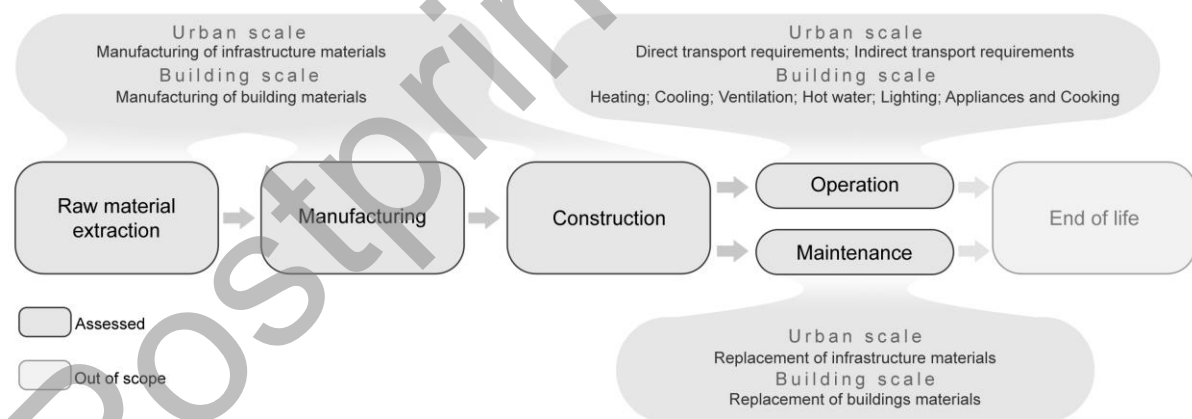 Urban scale
Manufacturing of infrastructure materials
Building scale
Manufacturing of building materials
Urban scale
Direct transport requirements; Indirect transport requirements
Building scale
Heating; Cooling; Ventilation; Hot water; Lighting; Appliances and Cooking
Raw material
extraction
Manufacturing
Construction
Operation
Maintenance
End of life
Assessed
Out of scope
Urban scale
Replacement of infrastructure materials
Building scale
Replacement of buildings materials
Postprint